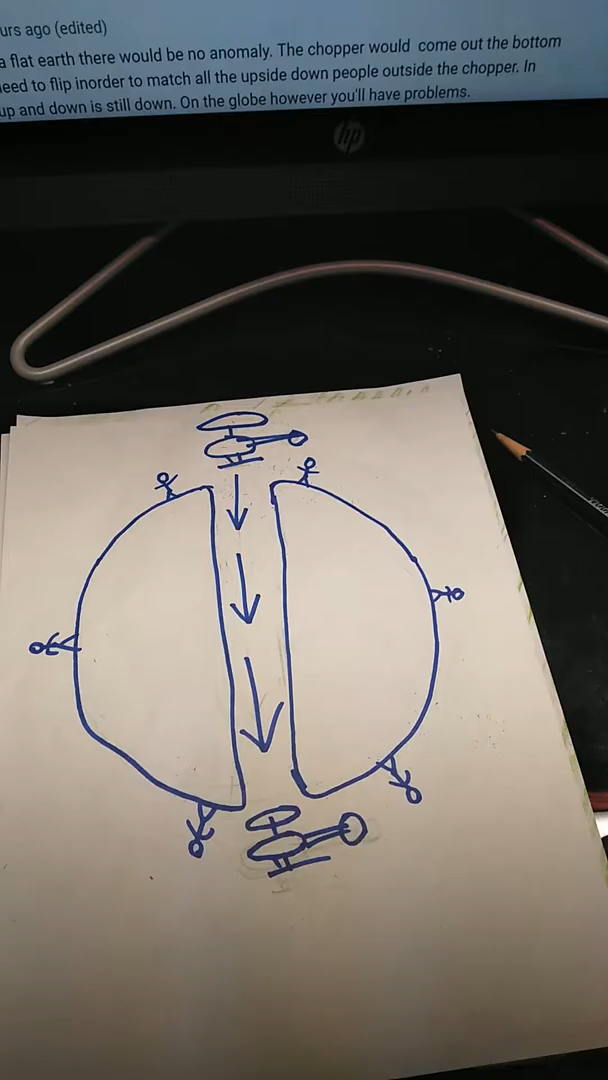 urs ago (edited)
a flat earth there would be no anomaly. The chopper would come out the bottom
eed to flip inorder to match all the upside down people outside the chopper. In
up and down is still down. On the globe however you'll have problems.
hp